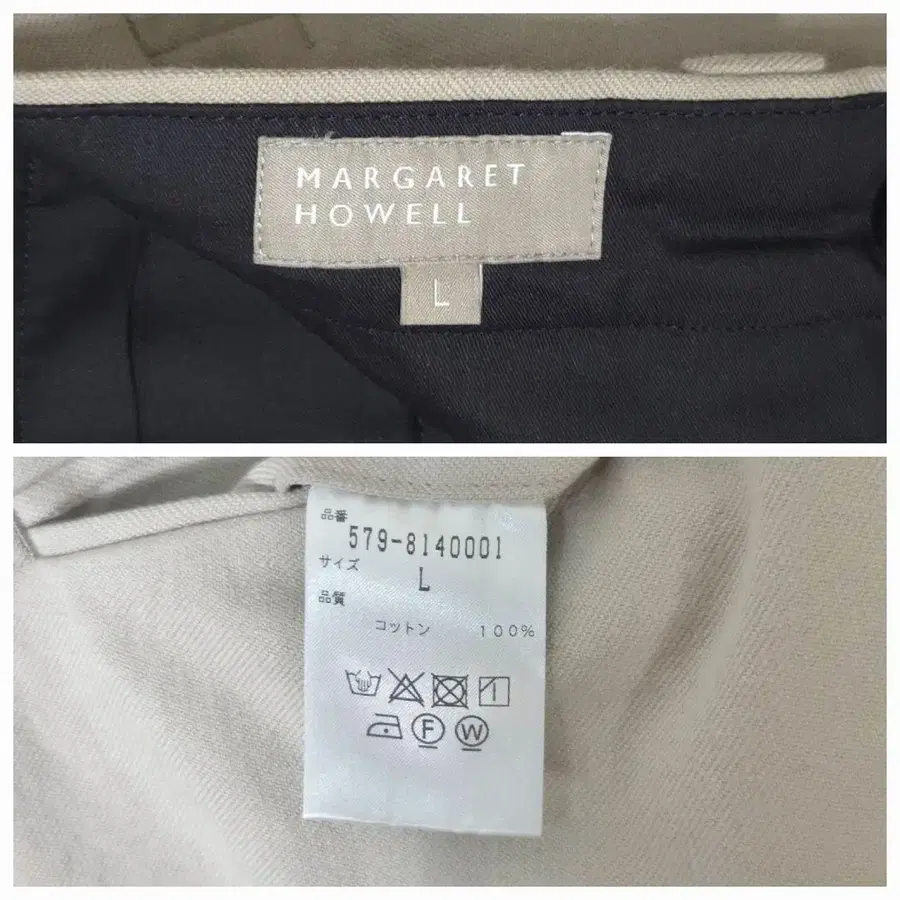 MARGARET
HOWELL
L
品番
579-8140001
サイズ
L
品質
コットン 100%
F W